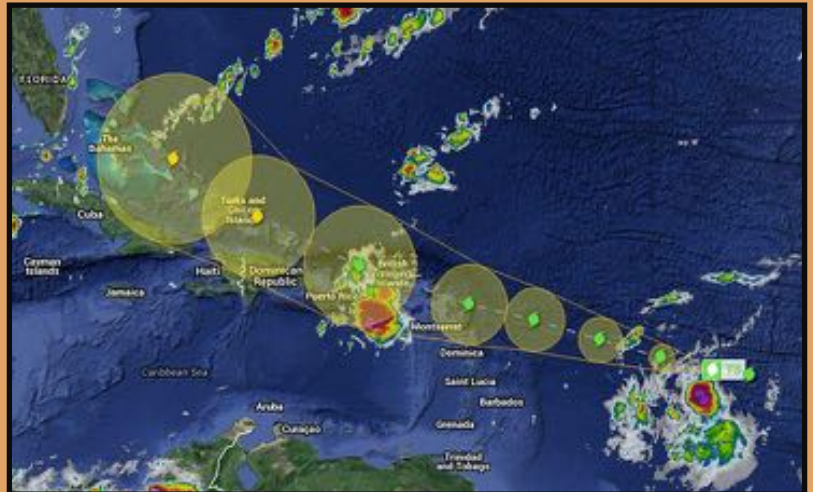 FLORIDA
The
Bahamas
Turks and
Caicos
Islands
Cuba
Cayman
Islands
Haiti
Dominican
Republic
Jamaica
British
Virgin
Islands
Puerto Rico
Montserrat
Dominica
Caribbean Sea
Saint Lucia
Barbados
Aruba
Curaçao
Grenada
Trinidad
and Tobago